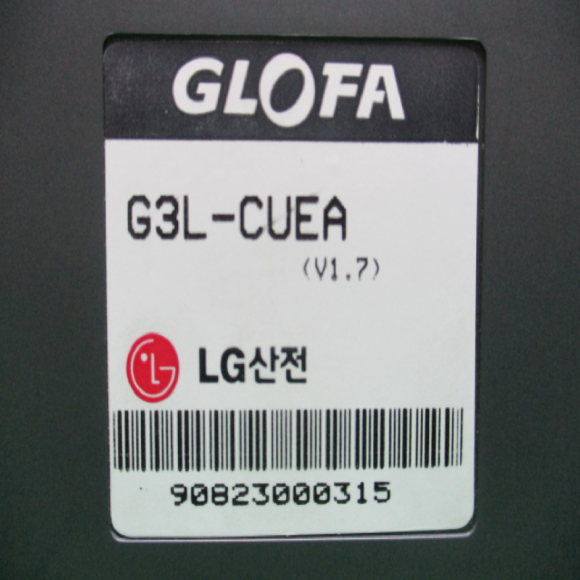 GLOFA
G3L-CUEA
(V1.7)
LG산전
90823000315